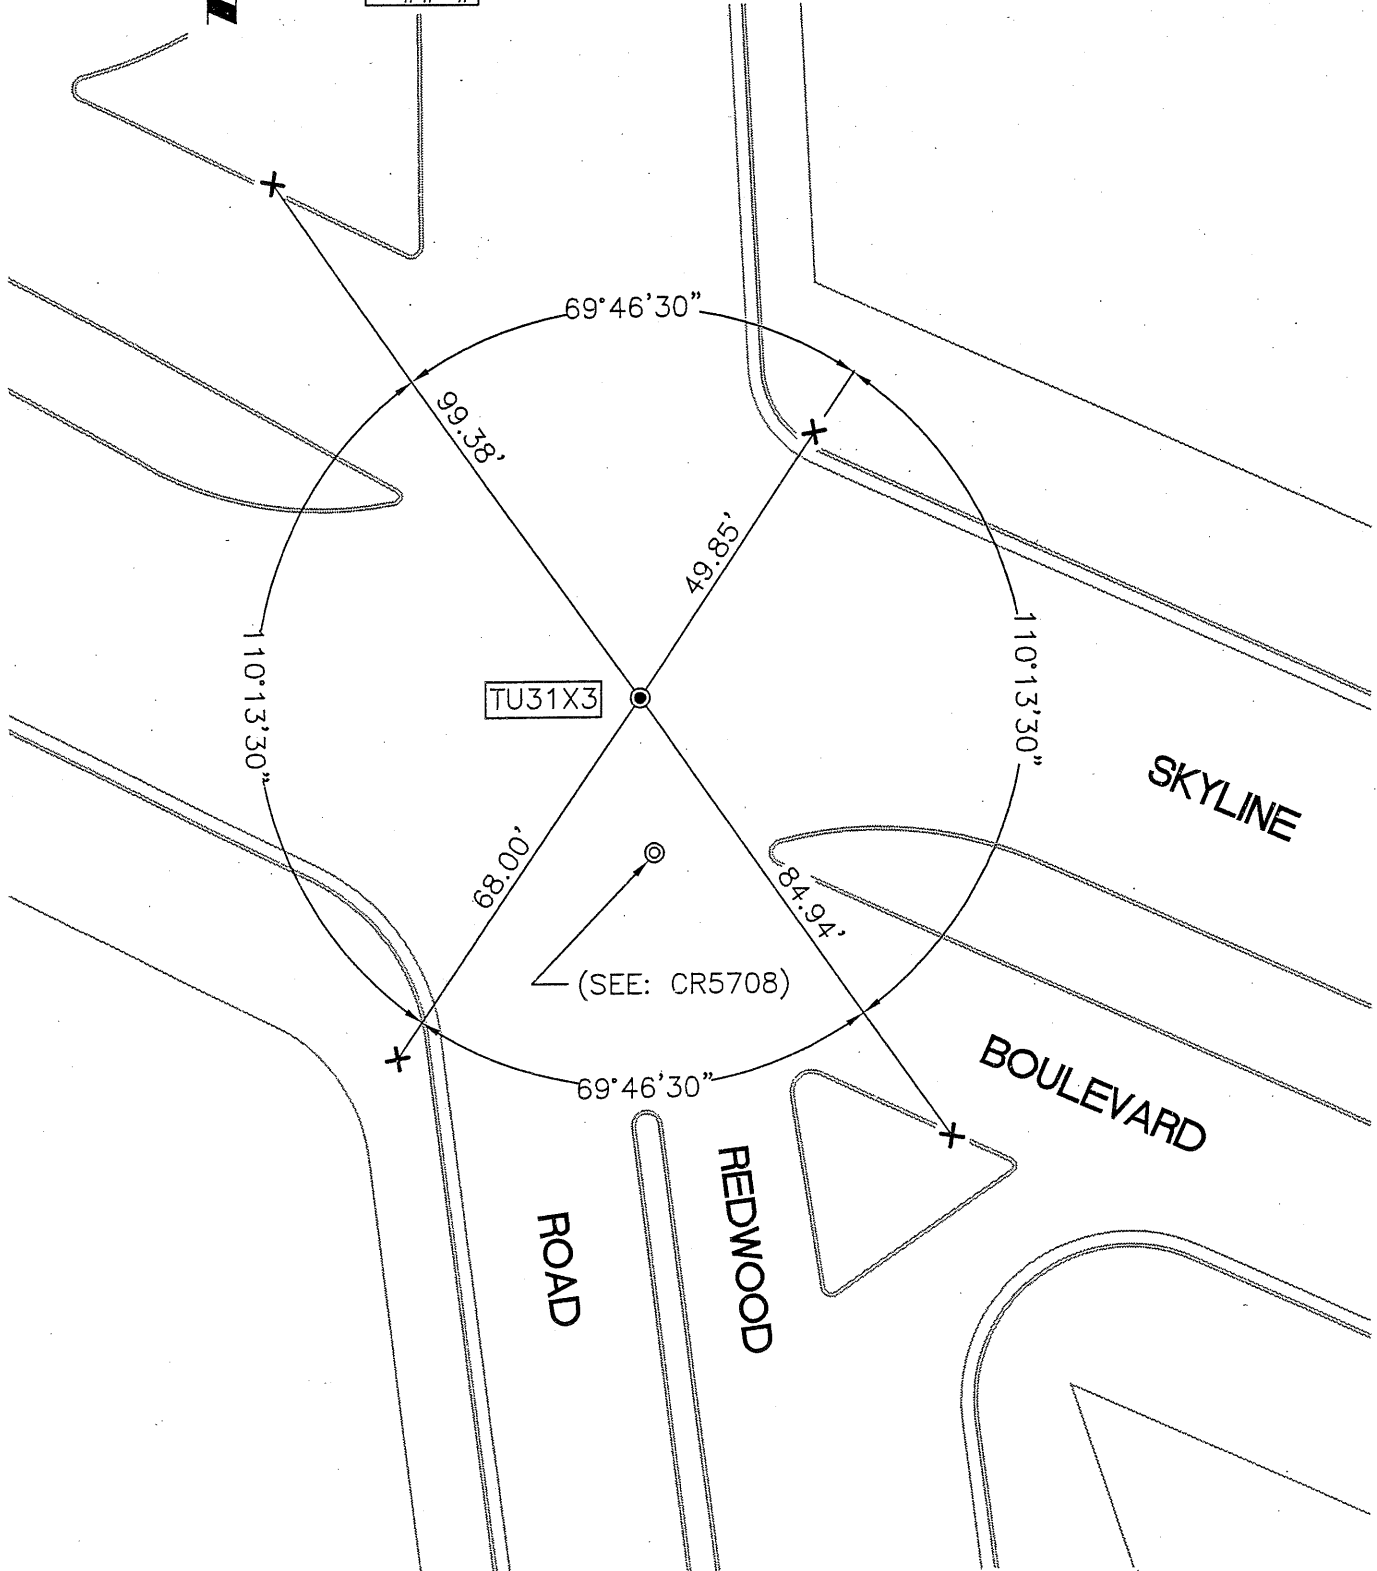 69°46'30"
99.38'
49.85'
110°13'30"
110°13'30"
TU31X3
SKYLINE
68.00'
84.94'
(SEE: CR5708)
BOULEVARD
69°46'30"
REDWOOD
ROAD